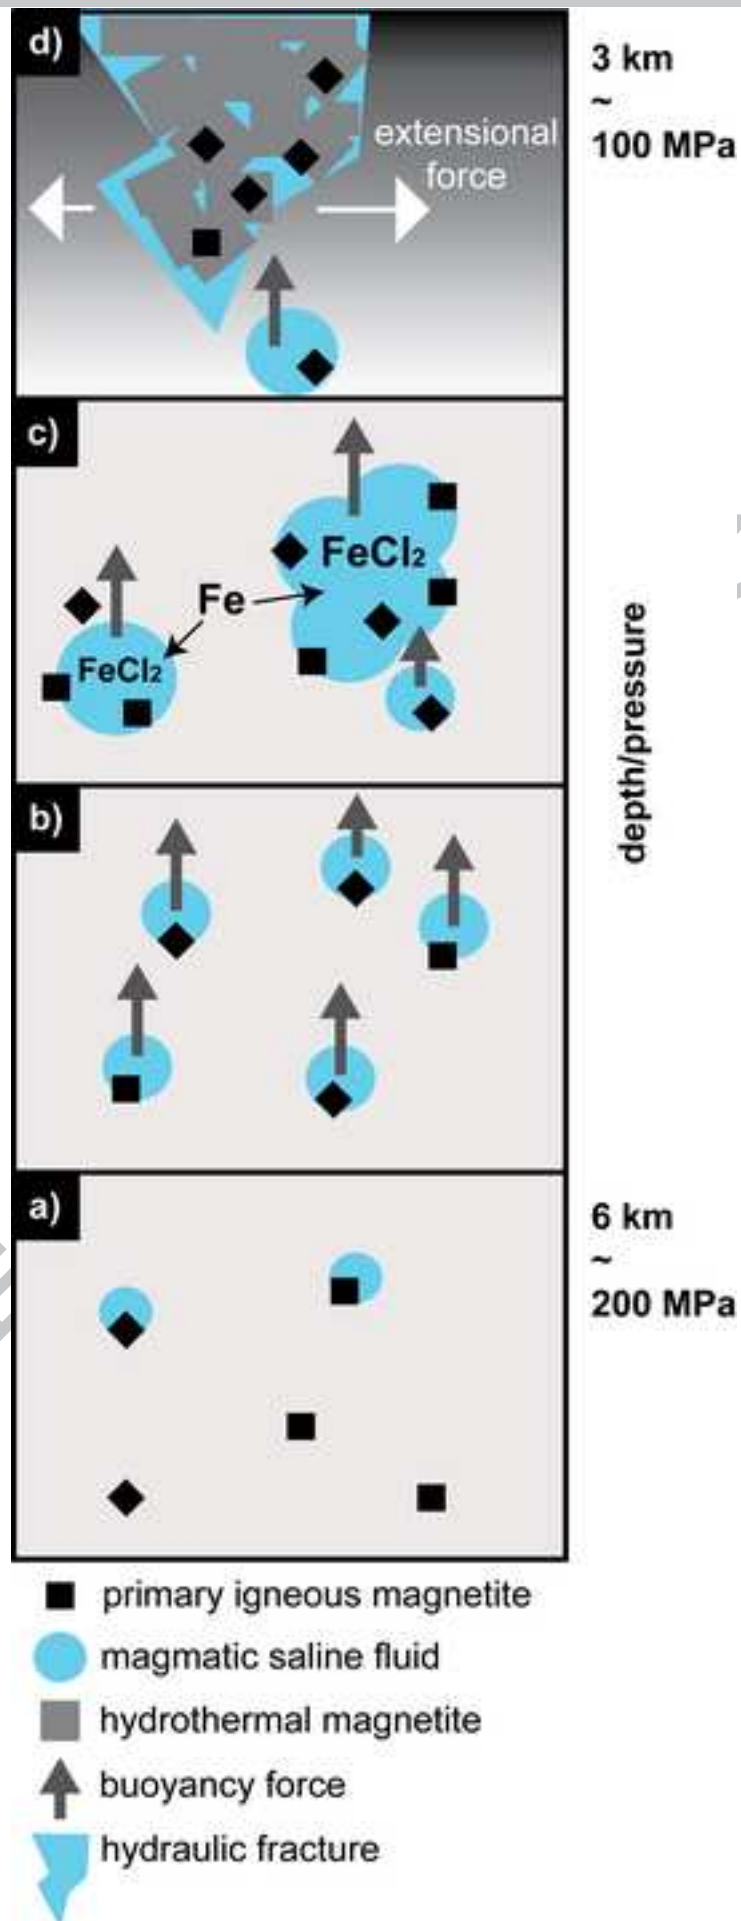 d)
3 km
~
100 MPa
extensional
force
c)
FeCl₂
Fe
FeCl₂
depth/pressure
b)
a)
6 km
~
200 MPa
primary igneous magnetite
magmatic saline fluid
hydrothermal magnetite
buoyancy force
hydraulic fracture